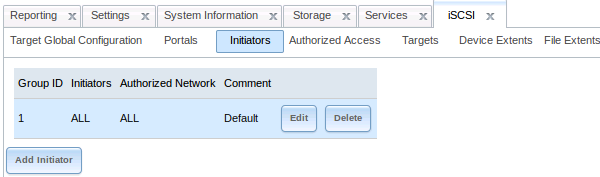 Reporting x Settings x System Information x Storage x Services x iSCSI x
Target Global Configuration Portals Initiators Authorized Access Targets Device Extents File Extents
Group ID Initiators Authorized Network Comment
1 ALL ALL Default Edit Delete
Add Initiator